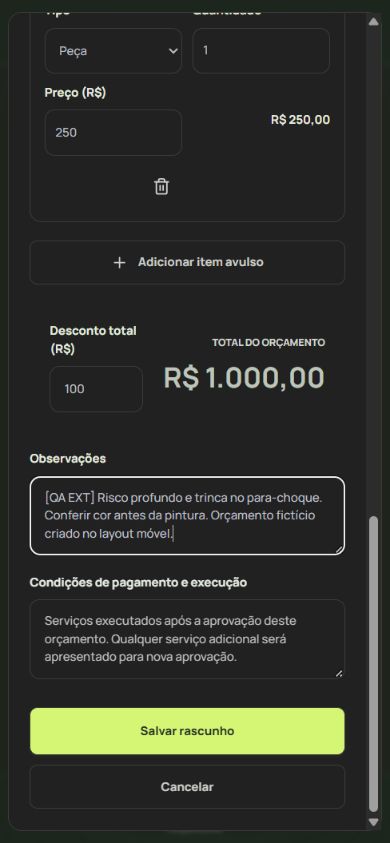 Tipo
Quantidade
Peça
1
Preço (R$)
250
R$ 250,00
Adicionar item avulso
Desconto total
(R$)
TOTAL DO ORÇAMENTO
100
R$ 1.000,00
Observações
[QA EXT] Risco profundo e trinca no para-choque.
Conferir cor antes da pintura. Orçamento fictício
criado no layout móvel.
Condições de pagamento e execução
Serviços executados após a aprovação deste
orçamento. Qualquer serviço adicional será
apresentado para nova aprovação.
Salvar rascunho
Cancelar